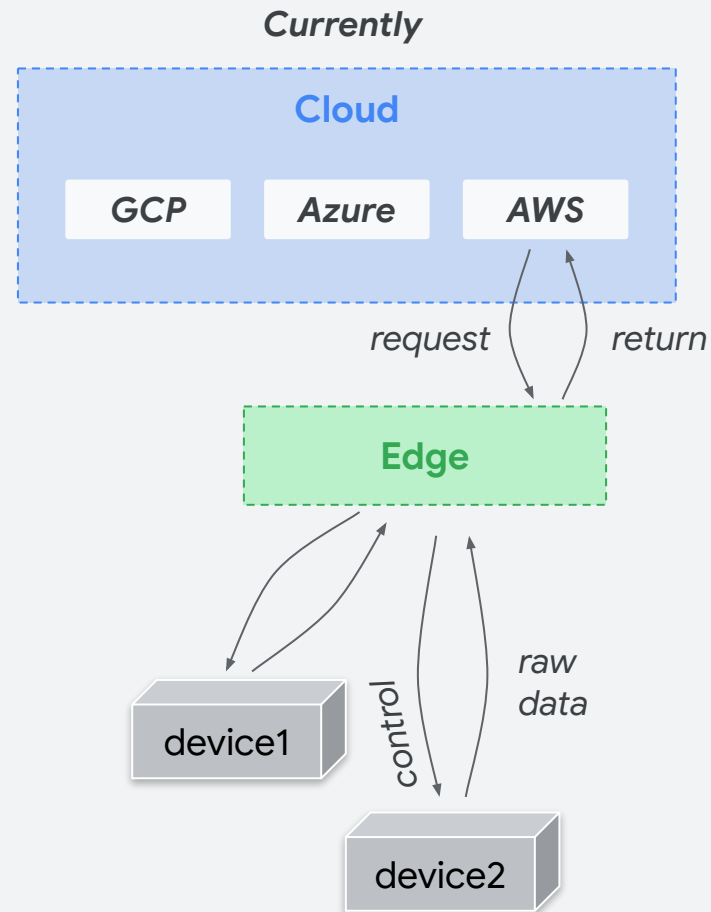 Currently
Cloud
GCP
Azure
AWS
request
return
Edge
raw
data
control
device1
device2